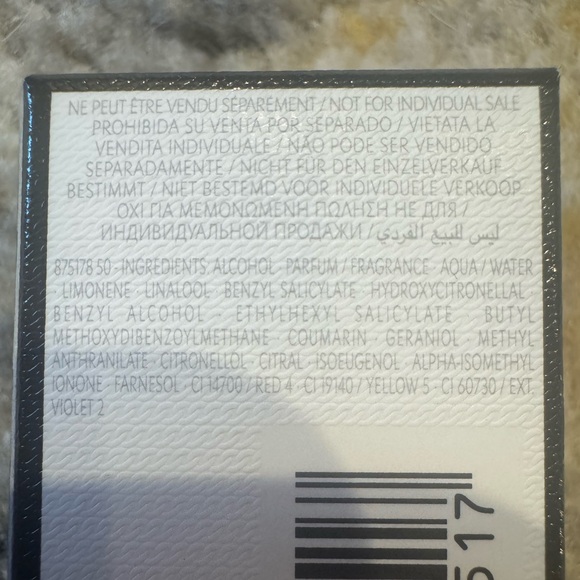 NE PEUT ÊTRE VENDU SÉPARÉMENT / NOT FOR INDIVIDUAL SALE
PROHIBIDA SU VENTA POR SEPARADO / VIETATA LA
VENDITA INDIVIDUALE / NÃO PODE SER VENDIDO
SEPARADAMENTE / NICHT FÜR DEN EINZELVERKAUF
BESTIMMT / NIET BESTEMD VOOR INDIVIDUELE VERKOOP
ΟΧΙ ΓΙΑ ΜΕΜΟΝΩΜΕΝΗ ΠΩΛΗΣΗ НЕ ДЛЯ /
ИНДИВИДУАЛЬНОЙ ПРОДАЖИ / ليس للبيع الفردي
875178 50 - INGREDIENTS: ALCOHOL · PARFUM / FRAGRANCE · AQUA / WATER
LIMONENE · LINALOOL · BENZYL SALICYLATE · HYDROXYCITRONELLAL
BENZYL ALCOHOL · ETHYLHEXYL SALICYLATE · BUTYL
METHOXYDIBENZOYLMETHANE · COUMARIN · GERANIOL · METHYL
ANTHRANILATE · CITRONELLOL · CITRAL · ISOEUGENOL · ALPHA-ISOMETHYL
IONONE · FARNESOL · CI 14700 / RED 4 · CI 19140 / YELLOW 5 · CI 60730 / EXT.
VIOLET 2
517